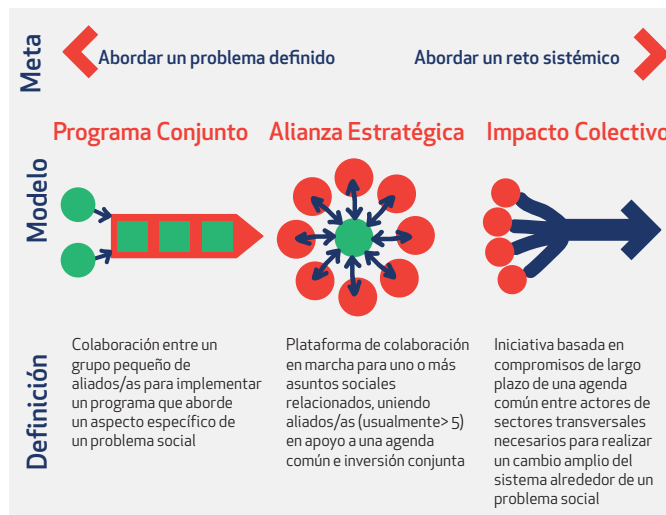 Meta
Abordar un problema definido
Abordar un reto sistémico
Programa Conjunto
Alianza Estratégica
Impacto Colectivo
Modelo
Definición
Colaboración entre un
grupo pequeño de
aliados/as para implementar
un programa que aborde
un aspecto específico de
un problema social
Plataforma de colaboración
en marcha para uno o más
asuntos sociales
relacionados, uniendo
aliados/as (usualmente> 5)
en apoyo a una agenda
común e inversión conjunta
Iniciativa basada en
compromisos de largo
plazo de una agenda
común entre actores de
sectores transversales
necesarios para realizar
un cambio amplio del
sistema alrededor de un
problema social